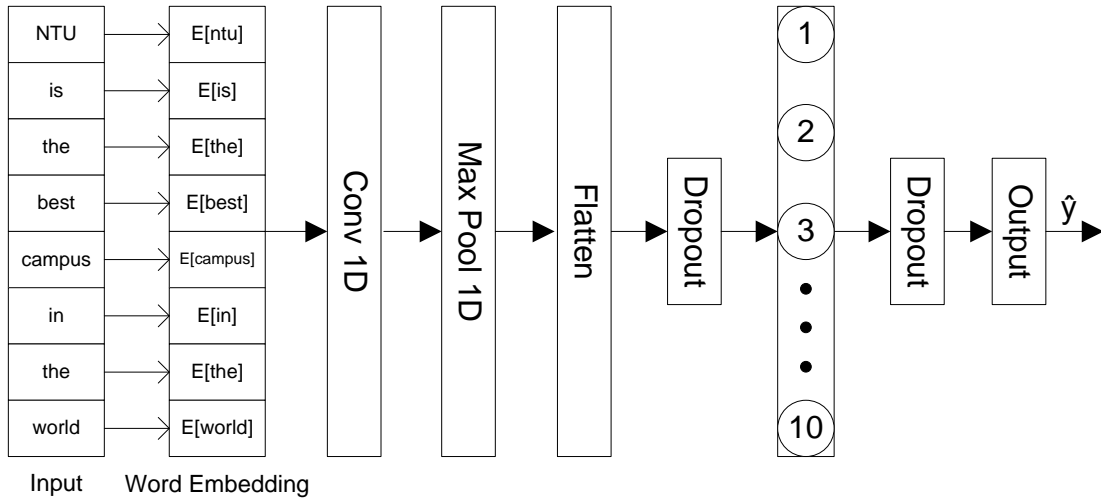 NTU
is
the
best
campus
in
the
world
Input
E[ntu]
E[is]
E[the]
E[best]
E[campus]
E[in]
E[the]
E[world]
Word Embedding
Conv 1D
Max Pool 1D
Flatten
Dropout
1
2
3
10
Dropout
Output
ŷ